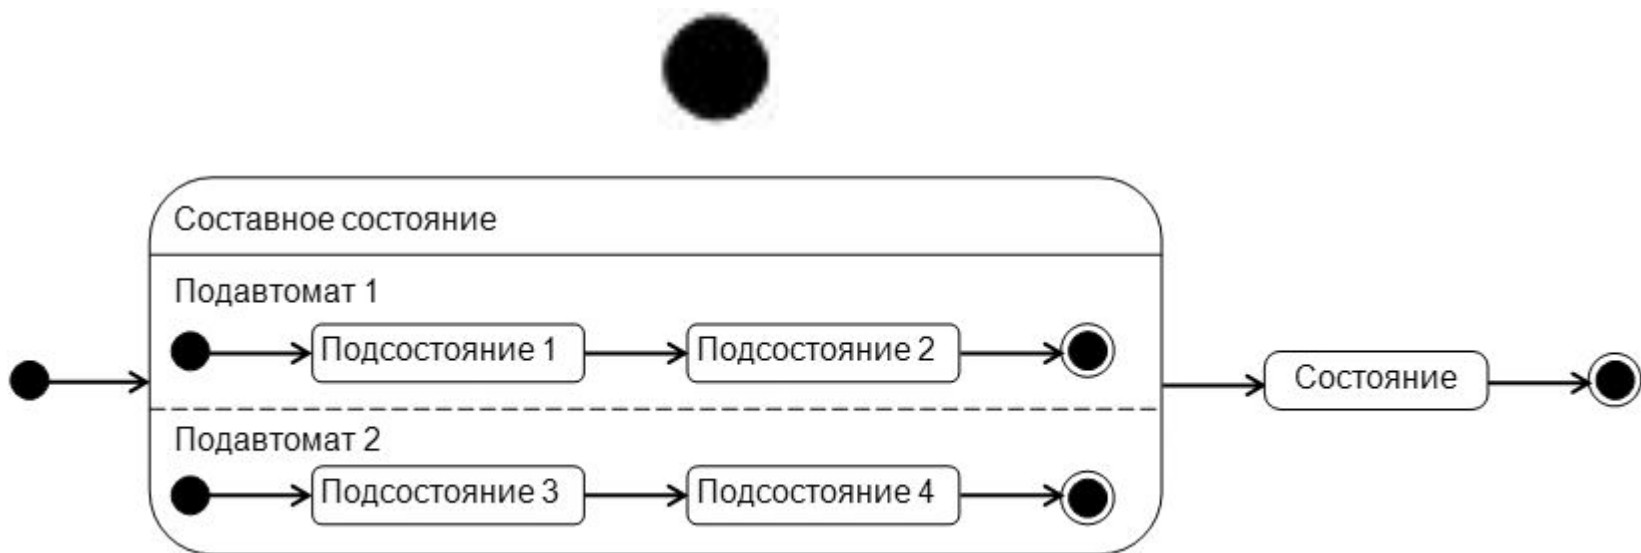 Составное состояние
Подавтомат 1
Подсостояние 1
Подсостояние 2
Состояние
Подавтомат 2
Подсостояние 3
Подсостояние 4